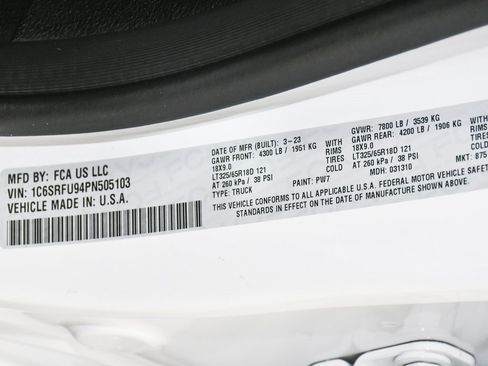 MFD BY: FCA US LLC
VIN: 1C6SRFU94PN505103
VEHICLE MADE IN: U.S.A.
DATE OF MFR (BUILT): 3-23
GAWR FRONT: 4300 LB / 1951 KG WITH
18X9.0 RIMS
LT325/65R18D 121 TIRES
AT 260 kPa / 38 PSI COLD
TYPE: TRUCK PAINT: PW7
GVWR: 7800 LB / 3539 KG
GAWR REAR: 4200 LB / 1906 KG WITH
18X9.0 RIMS
LT325/65R18D 121 TIRES
AT 260 kPa / 38 PSI COLD
MDH: 031310 MKT: 875
THIS VEHICLE CONFORMS TO ALL APPLICABLE U.S.A. FEDERAL MOTOR VEHICLE SAFET
STANDARDS IN EFFECT ON THE DATE OF MANUFACTURE SHOWN ABOVE.